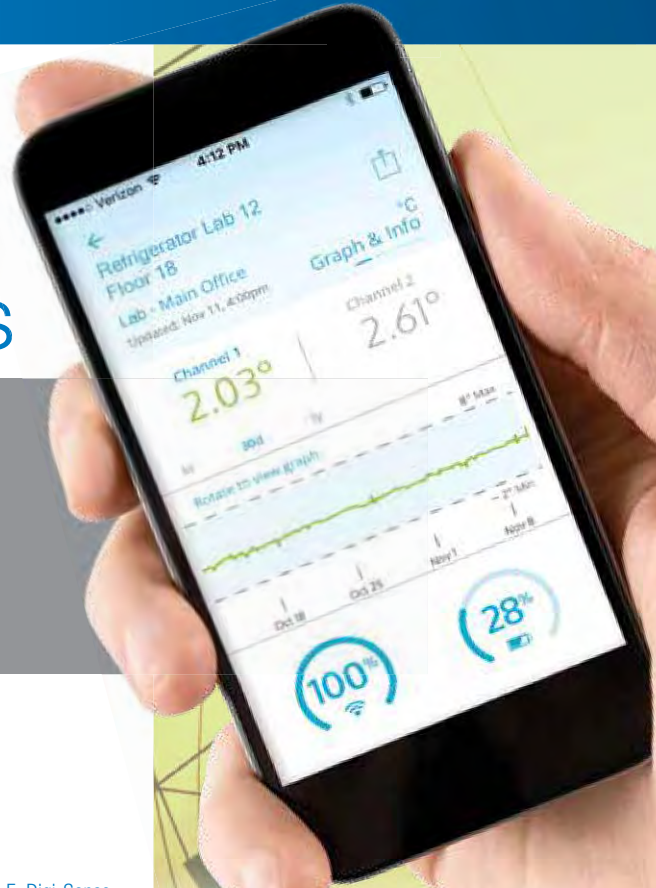 Verizon 4:12 PM
Refrigerator Lab 12
Floor 18
Lab - Main Office
Updated: Nov 11, 4:00pm
°C
Graph & Info
Channel 1
2.03°
Channel 2
2.61°
30d
Rotate to view graph
8° Max
2° Min
Oct 18
Oct 25
Nov 1
Nov 8
100%
28%
S